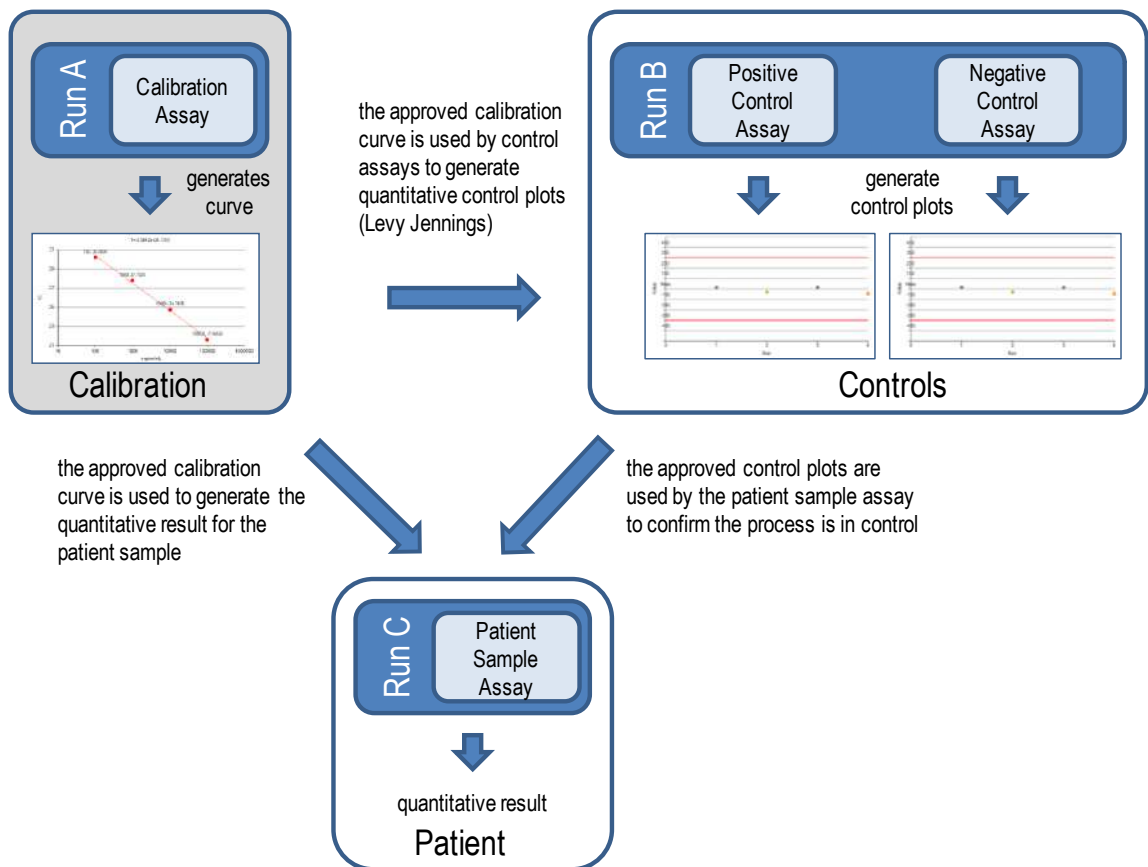 Run A
Calibration
Assay
generates
curve
Calibration
the approved calibration
curve is used by control
assays to generate
quantitative control plots
(Levy Jennings)
Run B
Positive
Control
Assay
Negative
Control
Assay
generate
control plots
Controls
the approved calibration
curve is used to generate the
quantitative result for the
patient sample
the approved control plots are
used by the patient sample assay
to confirm the process is in control
Run C
Patient
Sample
Assay
quantitative result
Patient